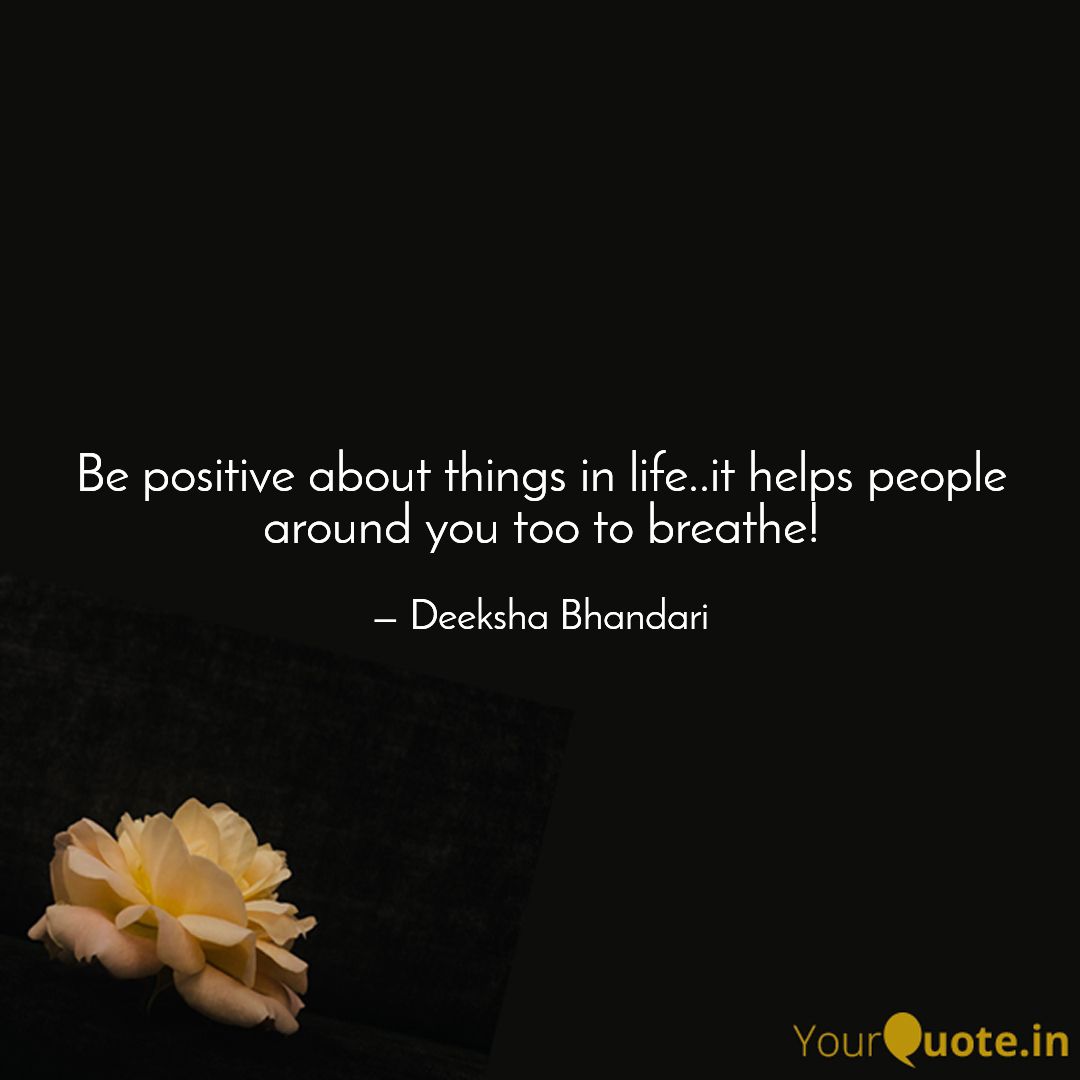 Be positive about things in life..it helps people
around you too to breathe!
– Deeksha Bhandari
YourQuote.in